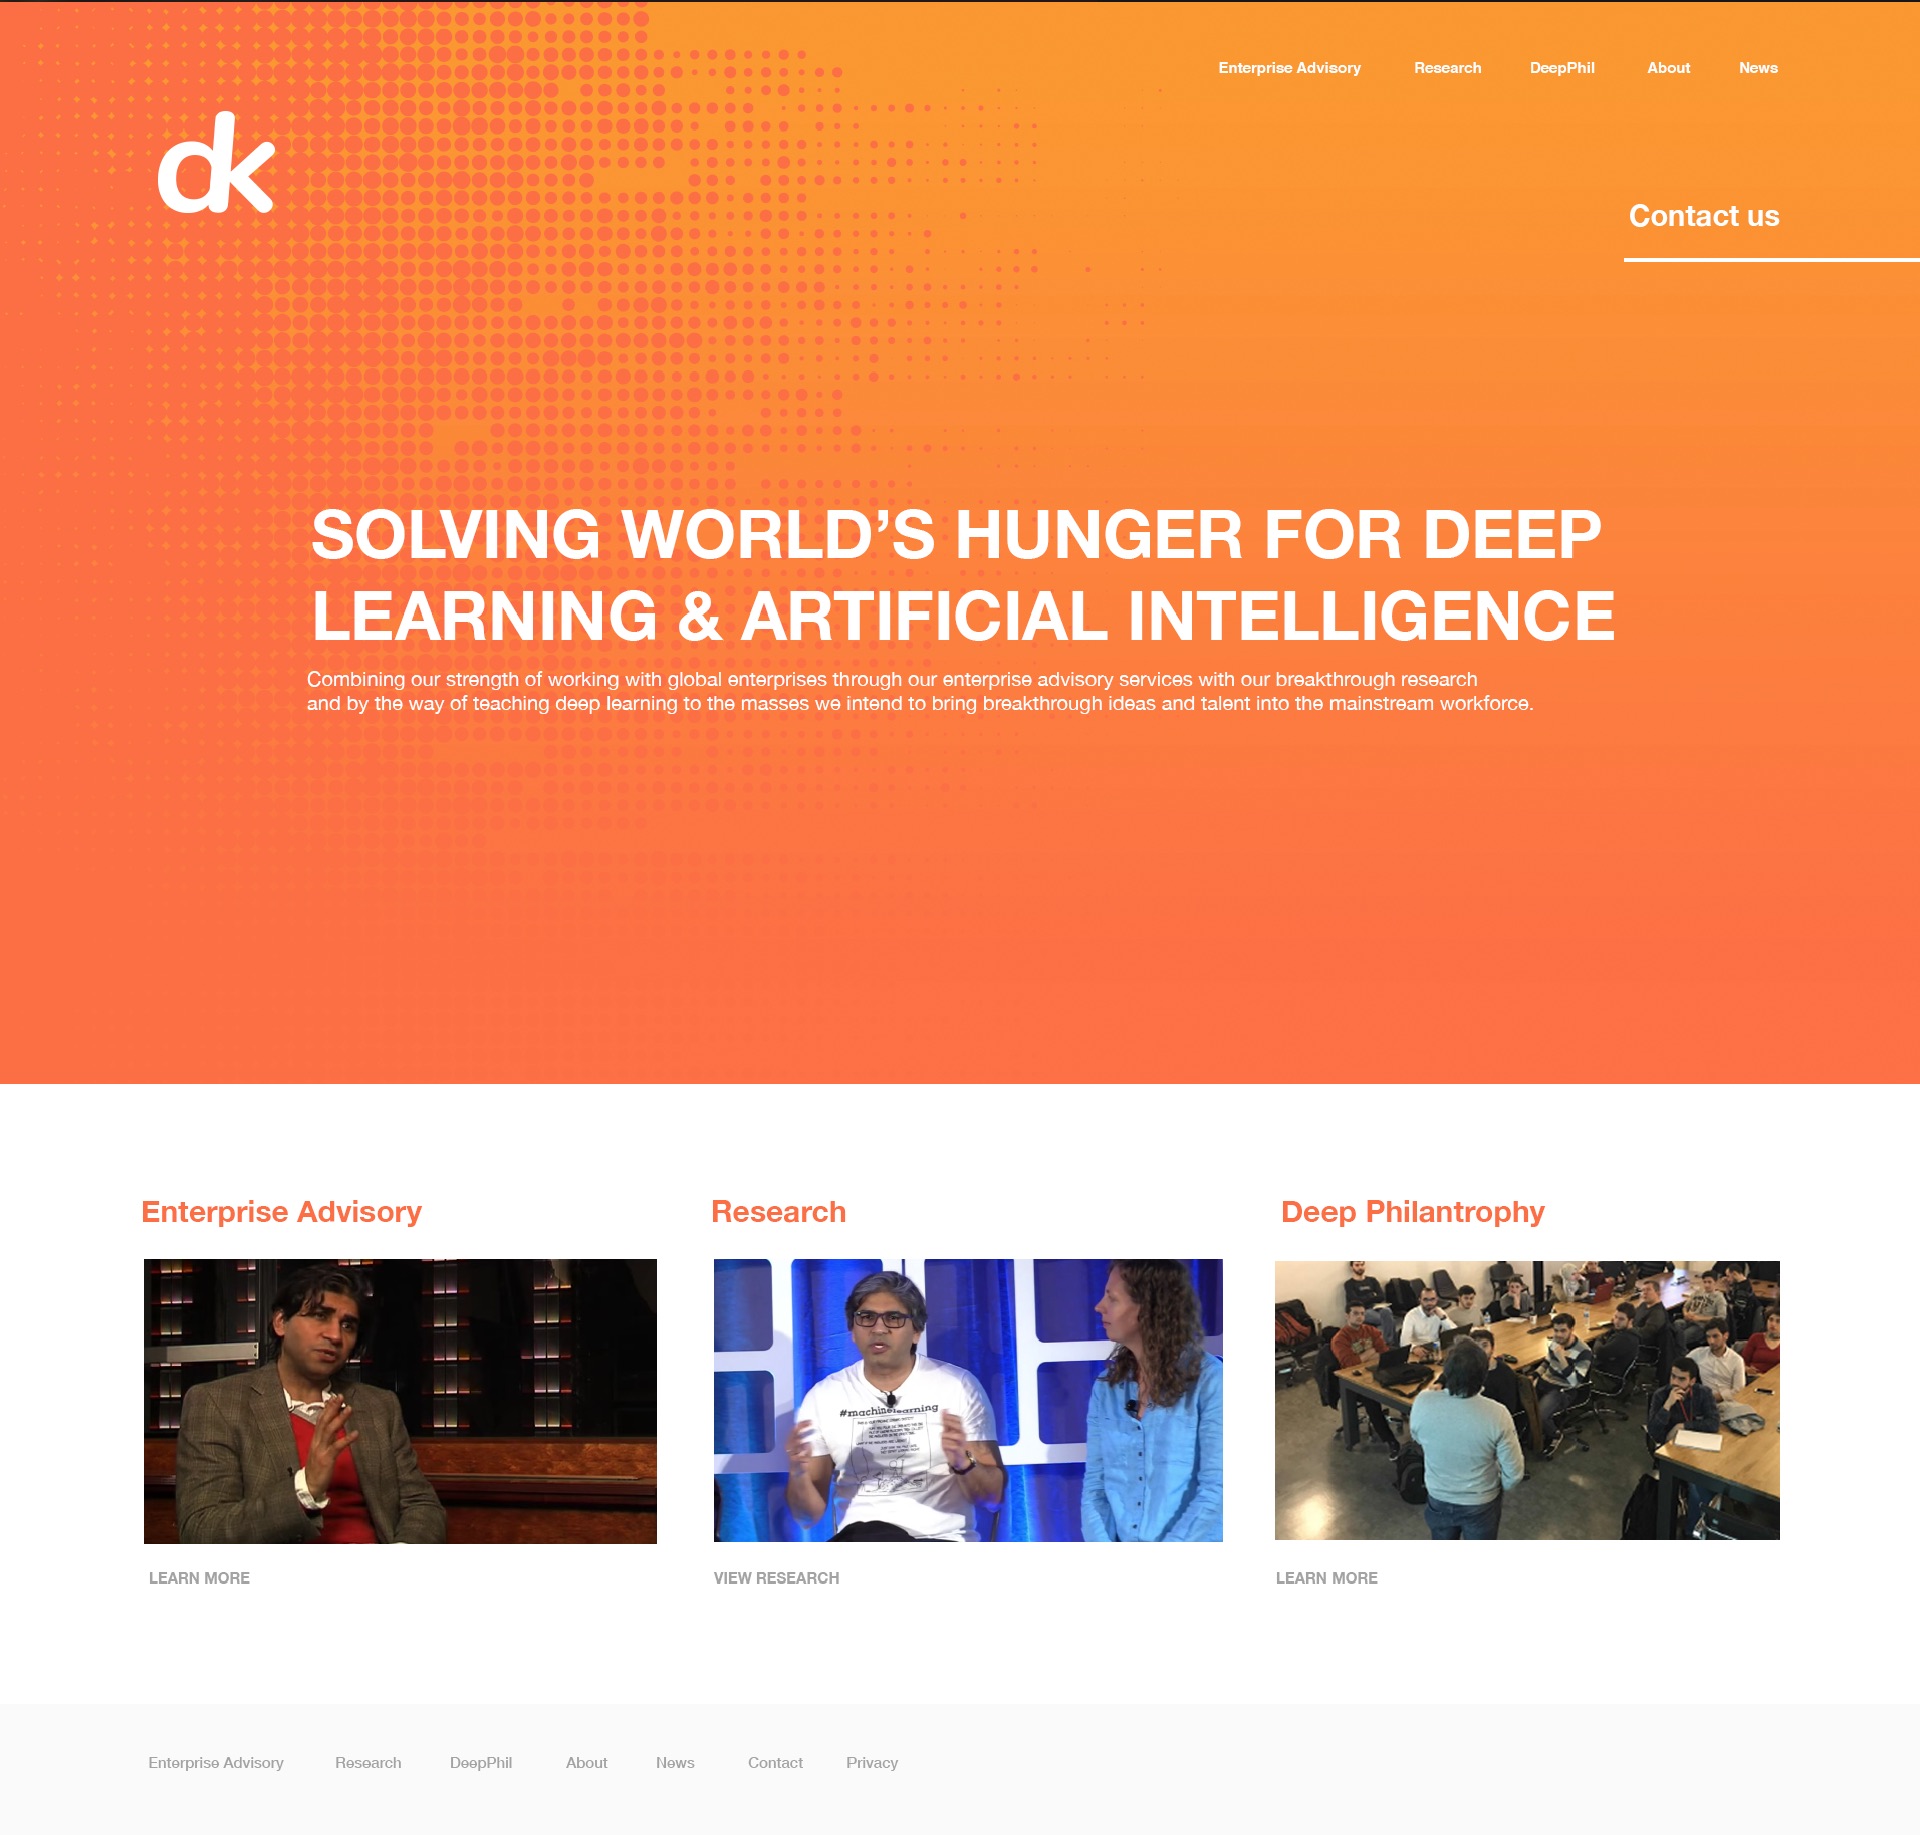 Enterprise Advisory Research DeepPhil About News
dk
Contact us
SOLVING WORLD’S HUNGER FOR DEEP
LEARNING & ARTIFICIAL INTELLIGENCE
Combining our strength of working with global enterprises through our enterprise advisory services with our breakthrough research
and by the way of teaching deep learning to the masses we intend to bring breakthrough ideas and talent into the mainstream workforce.
Enterprise Advisory
Research
Deep Philantrophy
#machinelearning
LEARN MORE
VIEW RESEARCH
LEARN MORE
Enterprise Advisory Research DeepPhil About News Contact Privacy